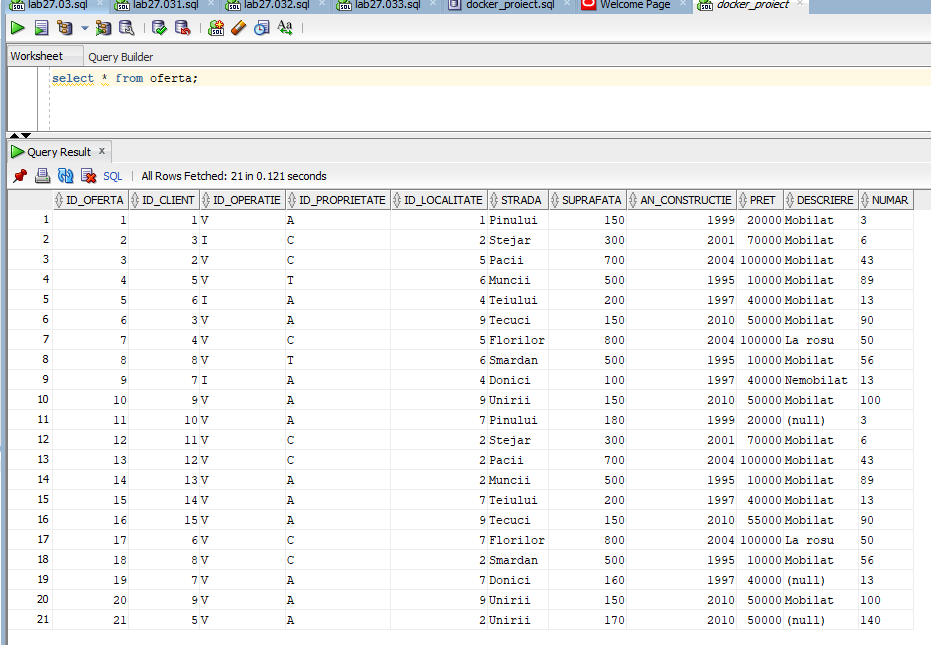 lab27.03.sql lab27.031.sql lab27.032.sql lab27.033.sql docker_proiect.sql Welcome Page docker_proiect
Worksheet Query Builder
select * from oferta;
Query Result x
SQL All Rows Fetched: 21 in 0.121 seconds
ID_OFERTA ID_CLIENT ID_OPERATIE ID_PROPRIETATE ID_LOCALITATE STRADA SUPRAFATA AN_CONSTRUCTIE PRET DESCRIERE NUMAR
1 1 1 V A 1 Pinului 150 1999 20000 Mobilat 3
2 2 3 I C 2 Stejar 300 2001 70000 Mobilat 6
3 3 2 V C 5 Pacii 700 2004 100000 Mobilat 43
4 4 5 V T 6 Muncii 500 1995 10000 Mobilat 89
5 5 6 I A 4 Teiului 200 1997 40000 Mobilat 13
6 6 3 V A 9 Tecuci 150 2010 50000 Mobilat 90
7 7 4 V C 5 Florilor 800 2004 100000 La rosu 50
8 8 8 V T 6 Smardan 500 1995 10000 Mobilat 56
9 9 7 I A 4 Donici 100 1997 40000 Nemobilat 13
10 10 9 V A 9 Unirii 150 2010 50000 Mobilat 100
11 11 10 V A 7 Pinului 180 1999 20000 (null) 3
12 12 11 V C 2 Stejar 300 2001 70000 Mobilat 6
13 13 12 V C 2 Pacii 700 2004 100000 Mobilat 43
14 14 13 V A 2 Muncii 500 1995 10000 Mobilat 89
15 15 14 V A 7 Teiului 200 1997 40000 Mobilat 13
16 16 15 V A 9 Tecuci 150 2010 55000 Mobilat 90
17 17 6 V C 7 Florilor 800 2004 100000 La rosu 50
18 18 8 V C 2 Smardan 500 1995 10000 Mobilat 56
19 19 7 V A 7 Donici 160 1997 40000 (null) 13
20 20 9 V A 9 Unirii 150 2010 50000 Mobilat 100
21 21 5 V A 2 Unirii 170 2010 50000 (null) 140